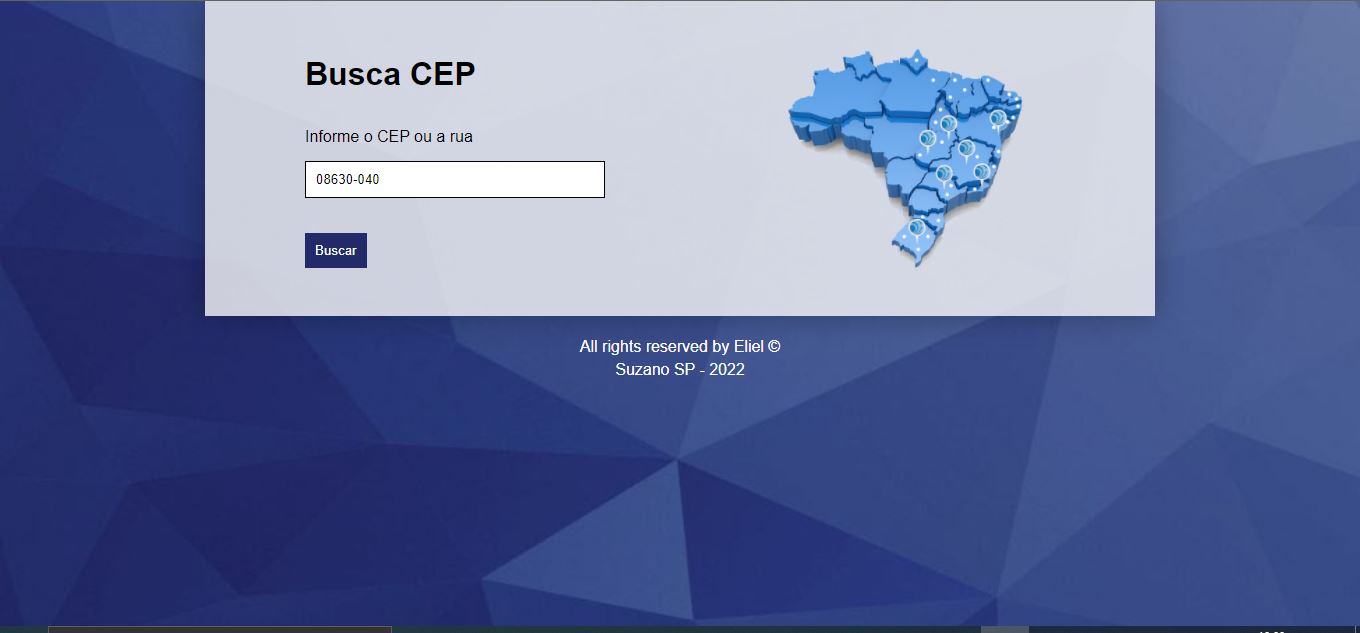 Busca CEP
Informe o CEP ou a rua
08630-040
Buscar
All rights reserved by Eliel ©
Suzano SP - 2022